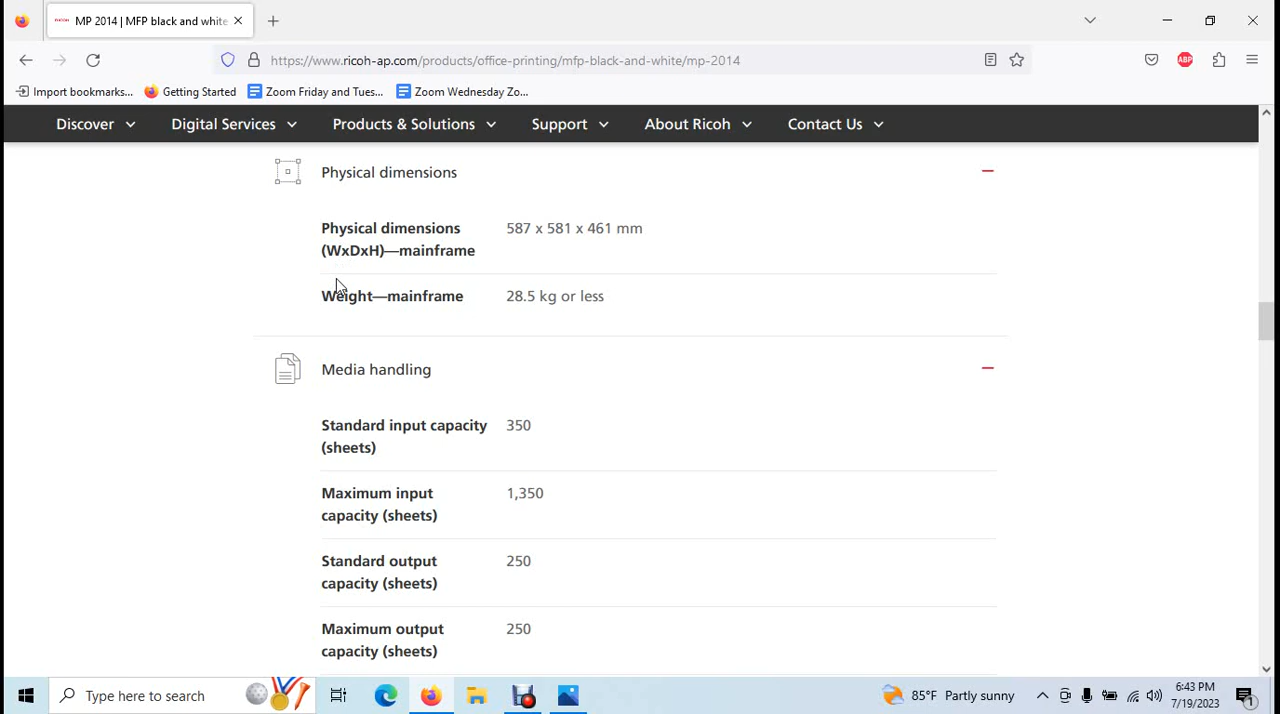 RICOH MP 2014 | MFP black and white
https://www.ricoh-ap.com/products/office-printing/mfp-black-and-white/mp-2014
ABP
Import bookmarks... Getting Started Zoom Friday and Tues... Zoom Wednesday Zo...
Discover Digital Services Products & Solutions Support About Ricoh Contact Us
Physical dimensions
Physical dimensions 587 x 581 x 461 mm
(WxDxH)—mainframe
Weight—mainframe 28.5 kg or less
Media handling
Standard input capacity 350
(sheets)
Maximum input 1,350
capacity (sheets)
Standard output 250
capacity (sheets)
Maximum output 250
capacity (sheets)
Type here to search 85°F Partly sunny 6:43 PM
7/19/2023
1